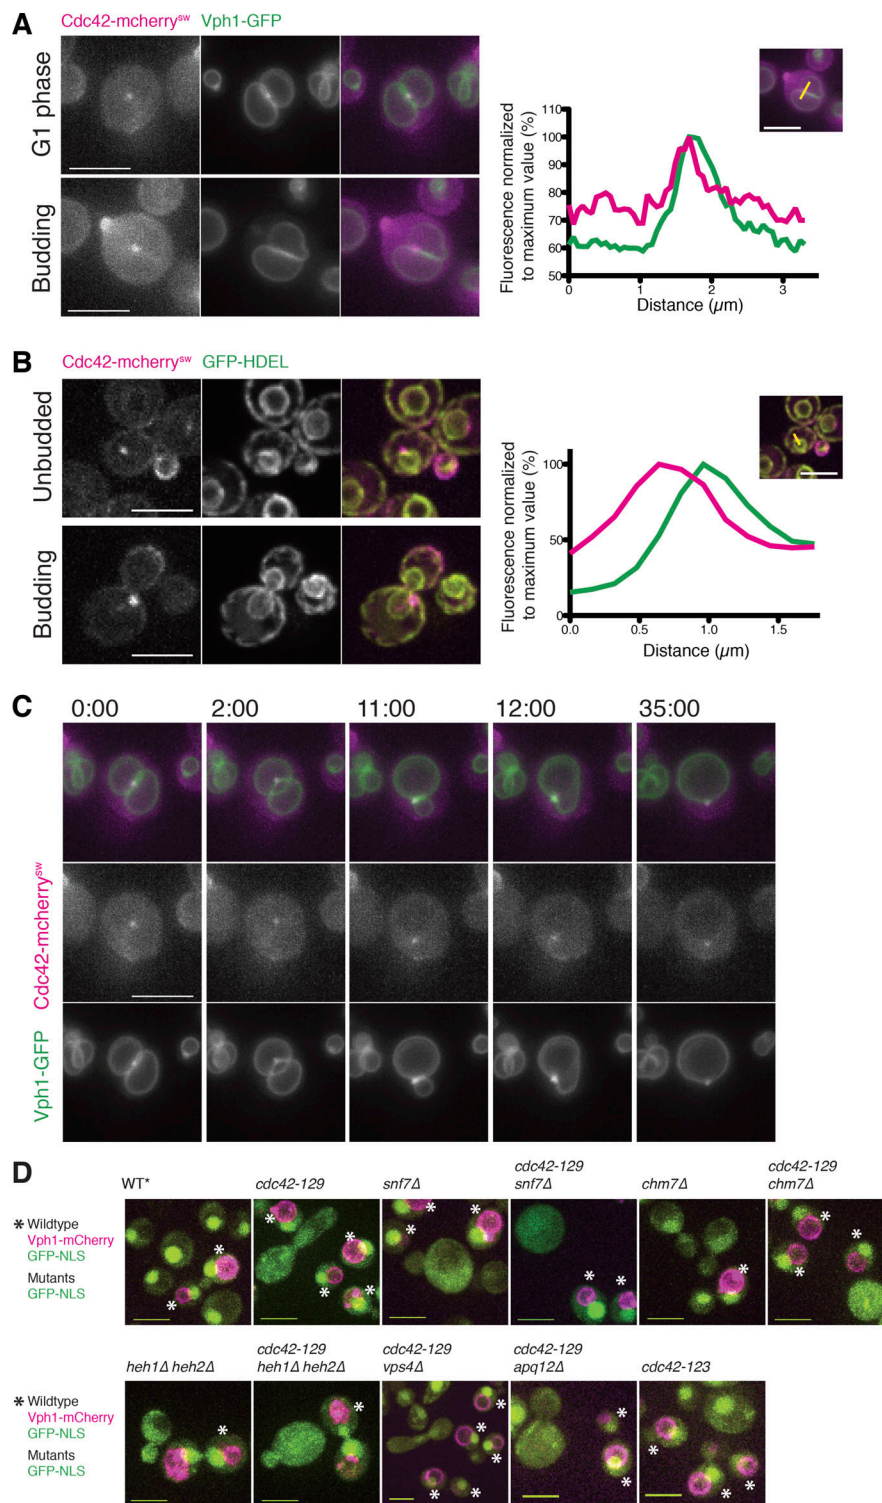 A
Cdc42-mcherrysw Vph1-GFP
G1 phase
Budding
Fluorescence normalized
to maximum value (%)
110
100
90
80
70
60
50
0 1 2 3
Distance (µm)
B
Cdc42-mcherrysw GFP-HDEL
Unbudded
Budding
Fluorescence normalized
to maximum value (%)
100
50
0
0.0 0.5 1.0 1.5
Distance (µm)
C
0:00 2:00 11:00 12:00 35:00
Cdc42-mcherrysw
Vph1-GFP
D
WT* cdc42-129 snf7Δ cdc42-129 snf7Δ chm7Δ cdc42-129 chm7Δ
* Wildtype
Vph1-mCherry
GFP-NLS
Mutants
GFP-NLS
* * * * * * * * * * * * * * *
heh1Δ heh2Δ cdc42-129 heh1Δ heh2Δ cdc42-129 vps4Δ cdc42-129 apq12Δ cdc42-123
* Wildtype
Vph1-mCherry
GFP-NLS
Mutants
GFP-NLS
* * * * * * * * * * * * *